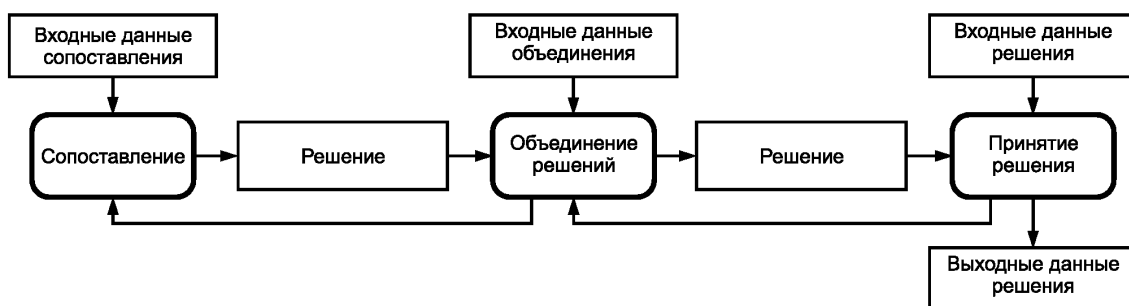 Входные данные
сопоставления
Входные данные
объединения
Входные данные
решения
Сопоставление
Решение
Объединение
решений
Решение
Принятие
решения
Выходные данные
решения